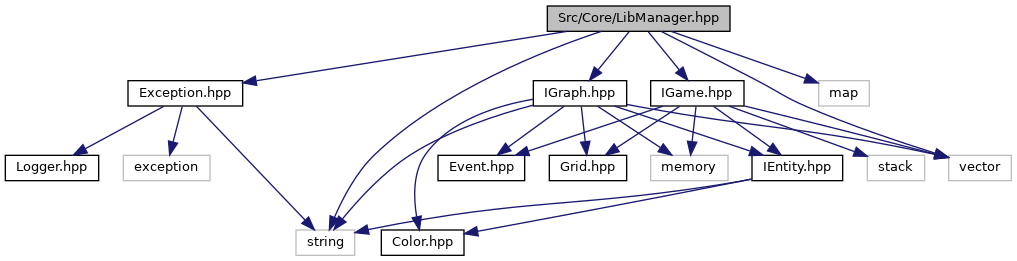 Src/Core/LibManager.hpp
Exception.hpp
IGraph.hpp
IGame.hpp
map
Logger.hpp
exception
Event.hpp
Grid.hpp
memory
IEntity.hpp
stack
vector
string
Color.hpp